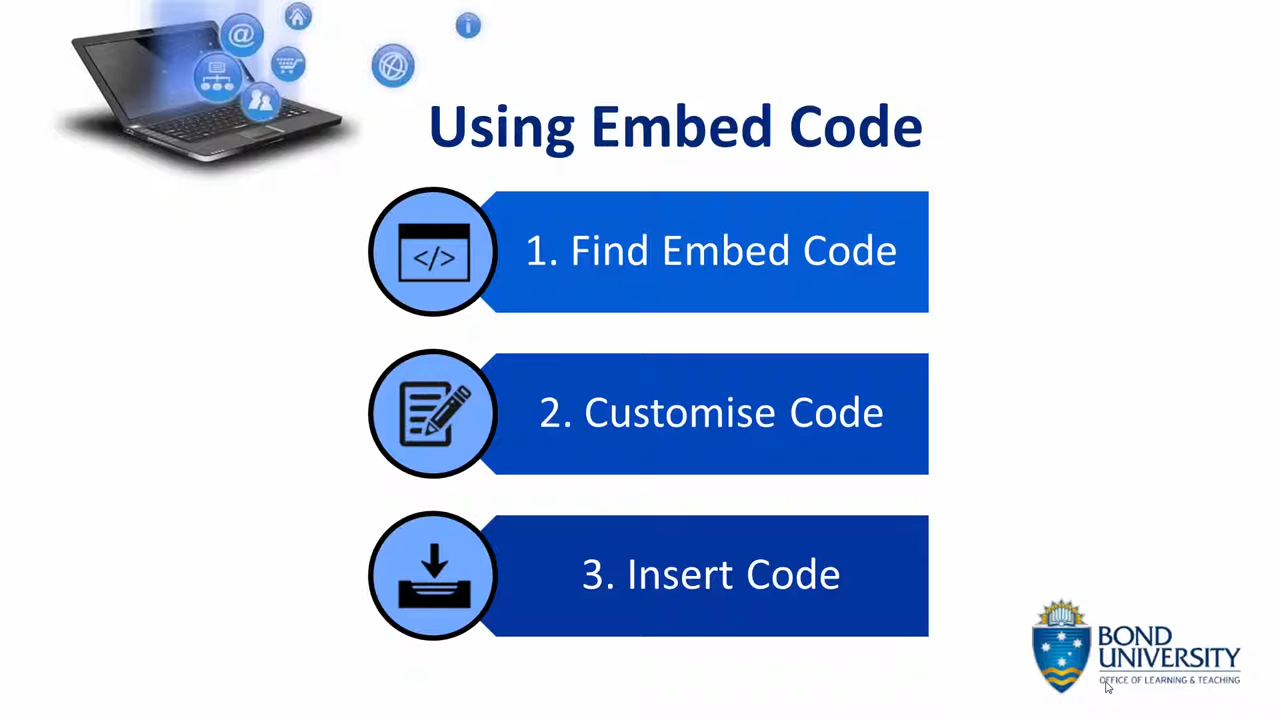 Using Embed Code
</>
1. Find Embed Code
2. Customise Code
3. Insert Code
BOND
UNIVERSITY
OFFICE OF LEARNING & TEACHING
@
i